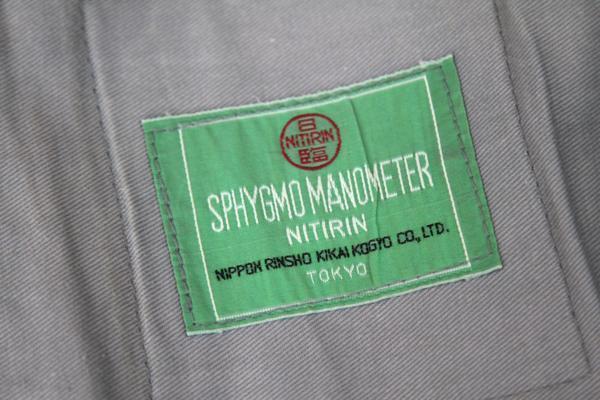 日
NITIRIN
臨
SPHYGMO MANOMETER
NITIRIN
NIPPON RINSHO KIKAI KOGYO CO., LTD.
TOKYO